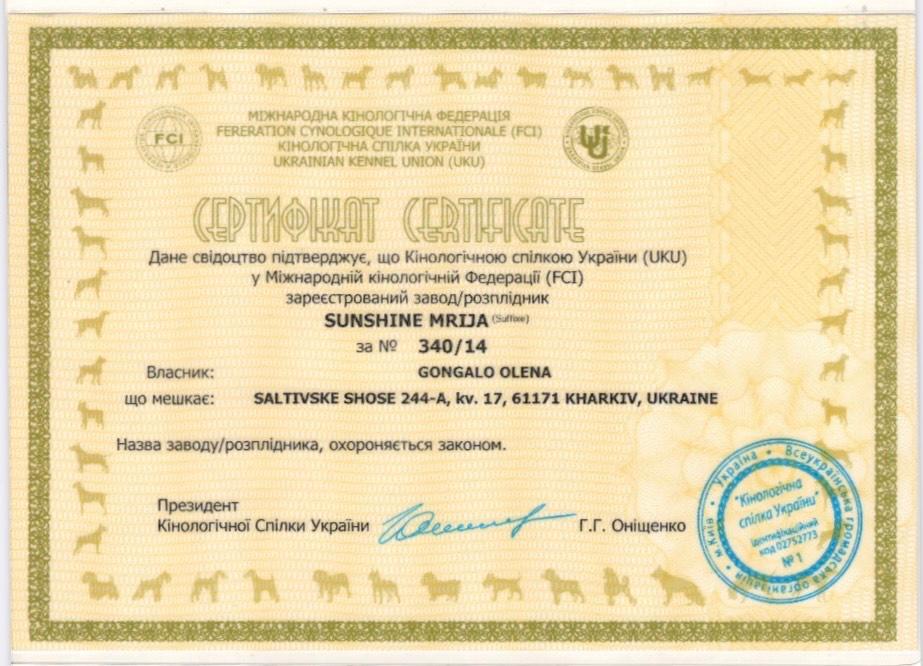 МІЖНАРОДНА КІНОЛОГІЧНА ФЕДЕРАЦІЯ
FERERATION CYNOLOGIQUE INTERNATIONALE (FCI)
КІНОЛОГІЧНА СПІЛКА УКРАЇНИ
UKRAINIAN KENNEL UNION (UKU)
FCI
СЕРТИФІКАТ CERTIFICATE
Дане свідоцтво підтверджує, що Кінологічною спілкою України (UKU)
у Міжнародній кінологічній Федерації (FCI)
зареєстрований завод/розплідник
SUNSHINE MRIJA (Suffixe)
за № 340/14
Власник: GONGALO OLENA
що мешкає: SALTIVSKE SHOSE 244-A, kv. 17, 61171 KHARKIV, UKRAINE
Назва заводу/розплідника, охороняється законом.
Президент
Кінологічної Спілки України Г.Г. Оніщенко
м.Київ • Україна • Всеукраїнська громадська організація
"Кінологічна
спілка України"
Ідентифікаційний
код 02752773
№ 1